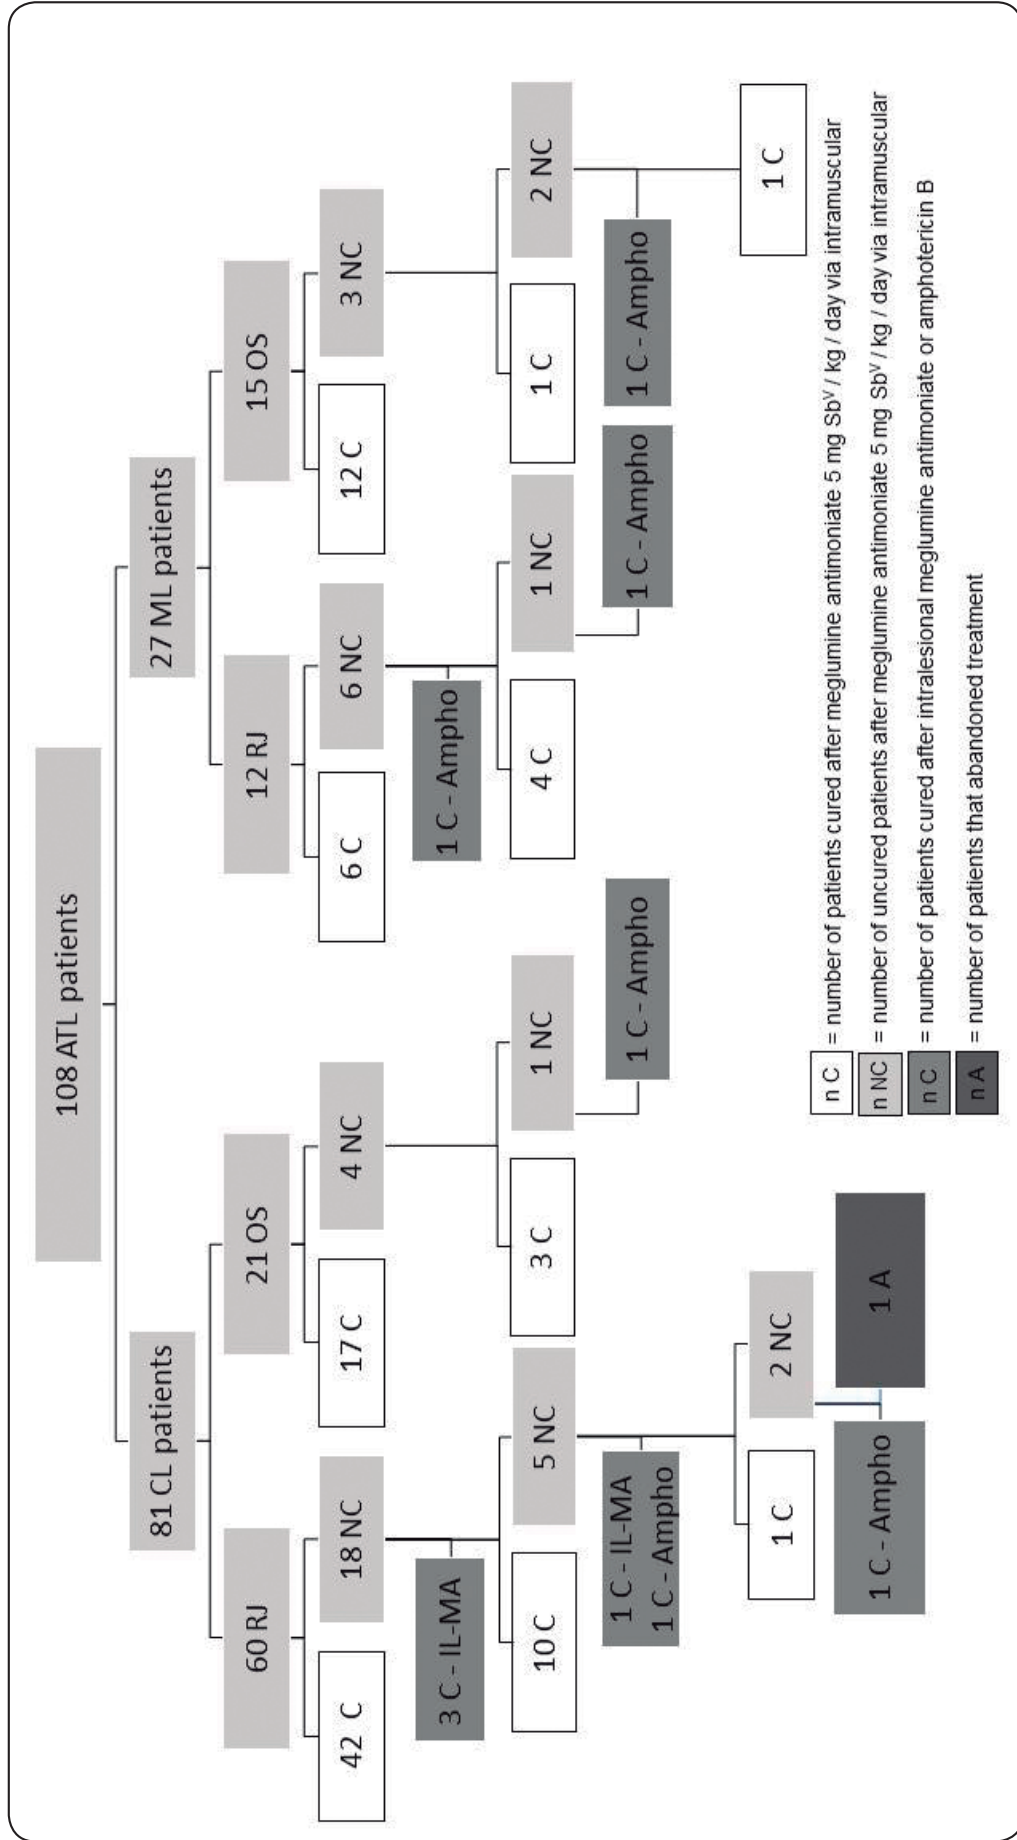 108 ATL patients
81 CL patients
27 ML patients
60 RJ
21 OS
12 RJ
15 OS
42 C
18 NC
17 C
4 NC
6 C
6 NC
12 C
3 NC
3 C - IL-MA
1 C - Ampho
10 C
5 NC
3 C
1 NC
4 C
1 NC
1 C
2 NC
1 C - IL-MA
1 C - Ampho
1 C - Ampho
1 C - Ampho
1 C - Ampho
1 C
2 NC
1 C
1 C - Ampho
1 A
n C = number of patients cured after meglumine antimoniate 5 mg Sbⱽ / kg / day via intramuscular
n NC = number of uncured patients after meglumine antimoniate 5 mg Sbⱽ / kg / day via intramuscular
n C = number of patients cured after intralesional meglumine antimoniate or amphotericin B
n A = number of patients that abandoned treatment